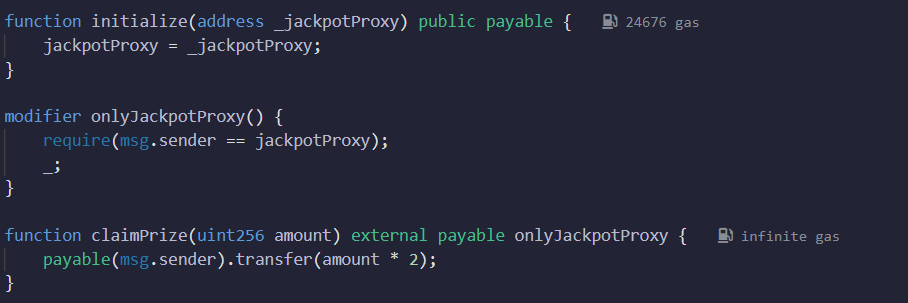 function initialize(address _jackpotProxy) public payable { 24676 gas
    jackpotProxy = _jackpotProxy;
}

modifier onlyJackpotProxy() {
    require(msg.sender == jackpotProxy);
    _;
}

function claimPrize(uint256 amount) external payable onlyJackpotProxy { infinite gas
    payable(msg.sender).transfer(amount * 2);
}